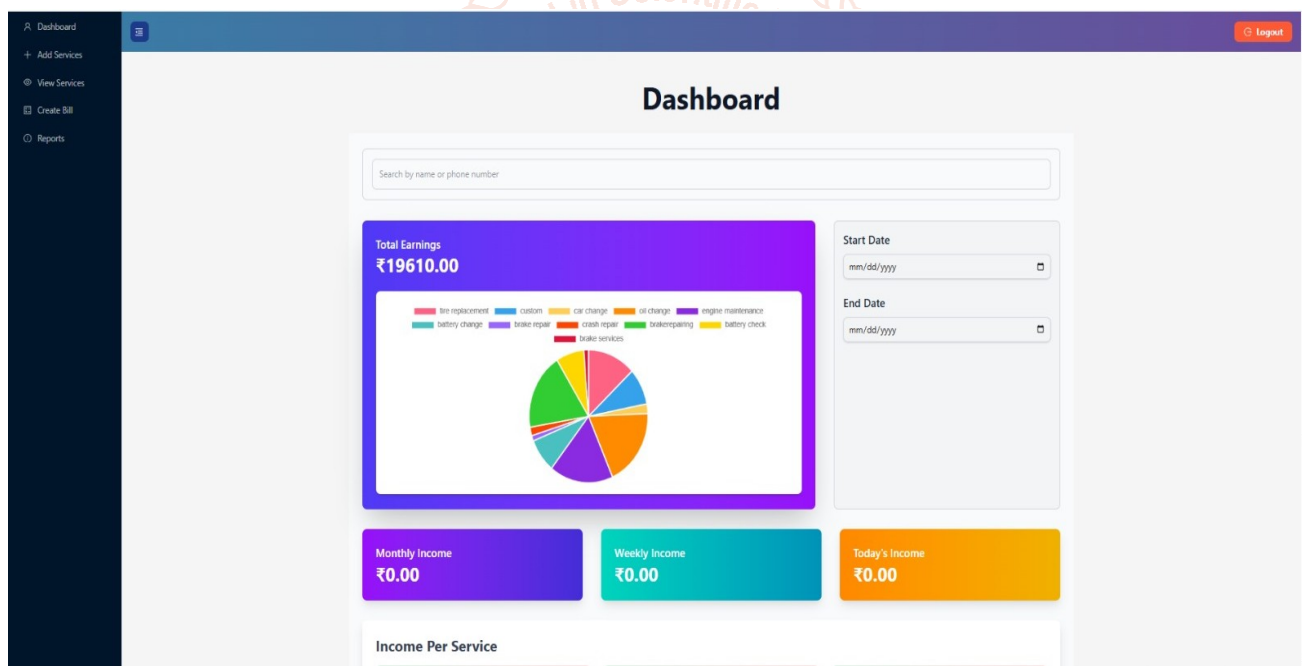 Scientific
Dashboard
Add Services
View Services
Create Bill
Reports
Logout
Dashboard
Search by name or phone number
Total Earnings
₹19610.00
tire replacement custom car change oil change engine maintenance
battery change brake repair crash repair brakerepairing battery check
brake services
Start Date
mm/dd/yyyy
End Date
mm/dd/yyyy
Monthly Income
₹0.00
Weekly Income
₹0.00
Today's Income
₹0.00
Income Per Service